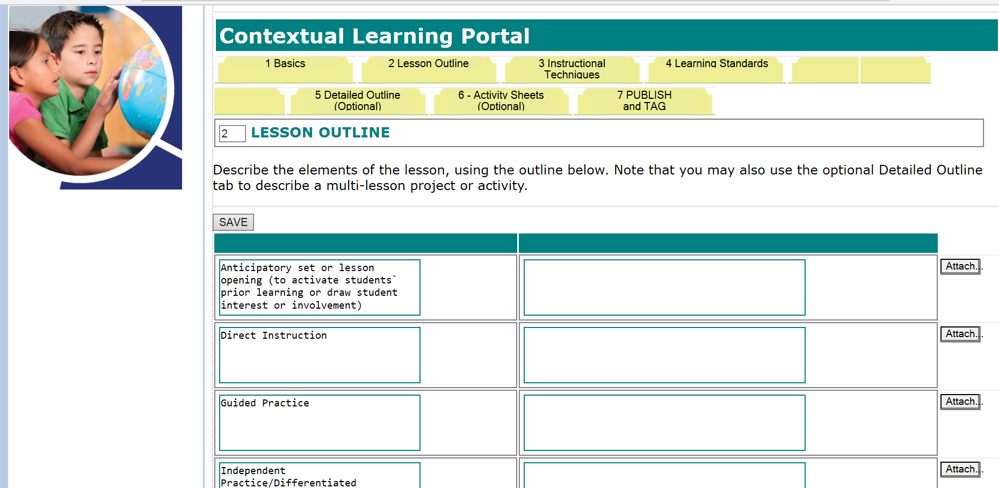 Contextual Learning Portal
1 Basics
2 Lesson Outline
3 Instructional
Techniques
4 Learning Standards
5 Detailed Outline
(Optional)
6 - Activity Sheets
(Optional)
7 PUBLISH
and TAG
2 LESSON OUTLINE
Describe the elements of the lesson, using the outline below. Note that you may also use the optional Detailed Outline
tab to describe a multi-lesson project or activity.
SAVE
Anticipatory set or lesson
opening (to activate students`
prior learning or draw student
interest or involvement)
Attach...
Direct Instruction
Attach...
Guided Practice
Attach...
Independent
Practice/Differentiated
Attach...